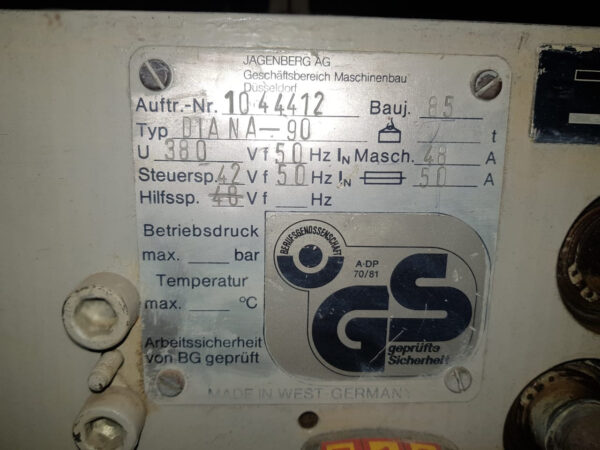 JAGENBERG AG
Geschäftsbereich Maschinenbau
Düsseldorf
Auftr.-Nr. 1044412 Bauj. 85
Typ DIANA-90 t
U 380 V f 50 Hz IN Masch. 48 A
Steuersp. 42 V f 50 Hz IN 50 A
Hilfssp. 48 V f Hz
Betriebsdruck
max. bar
Temperatur
max. °C
Arbeitssicherheit
von BG geprüft
BERUFSGENOSSENSCHAFT
A-DP
70/81
GS
geprüfte
Sicherheit
MADE IN WEST-GERMANY